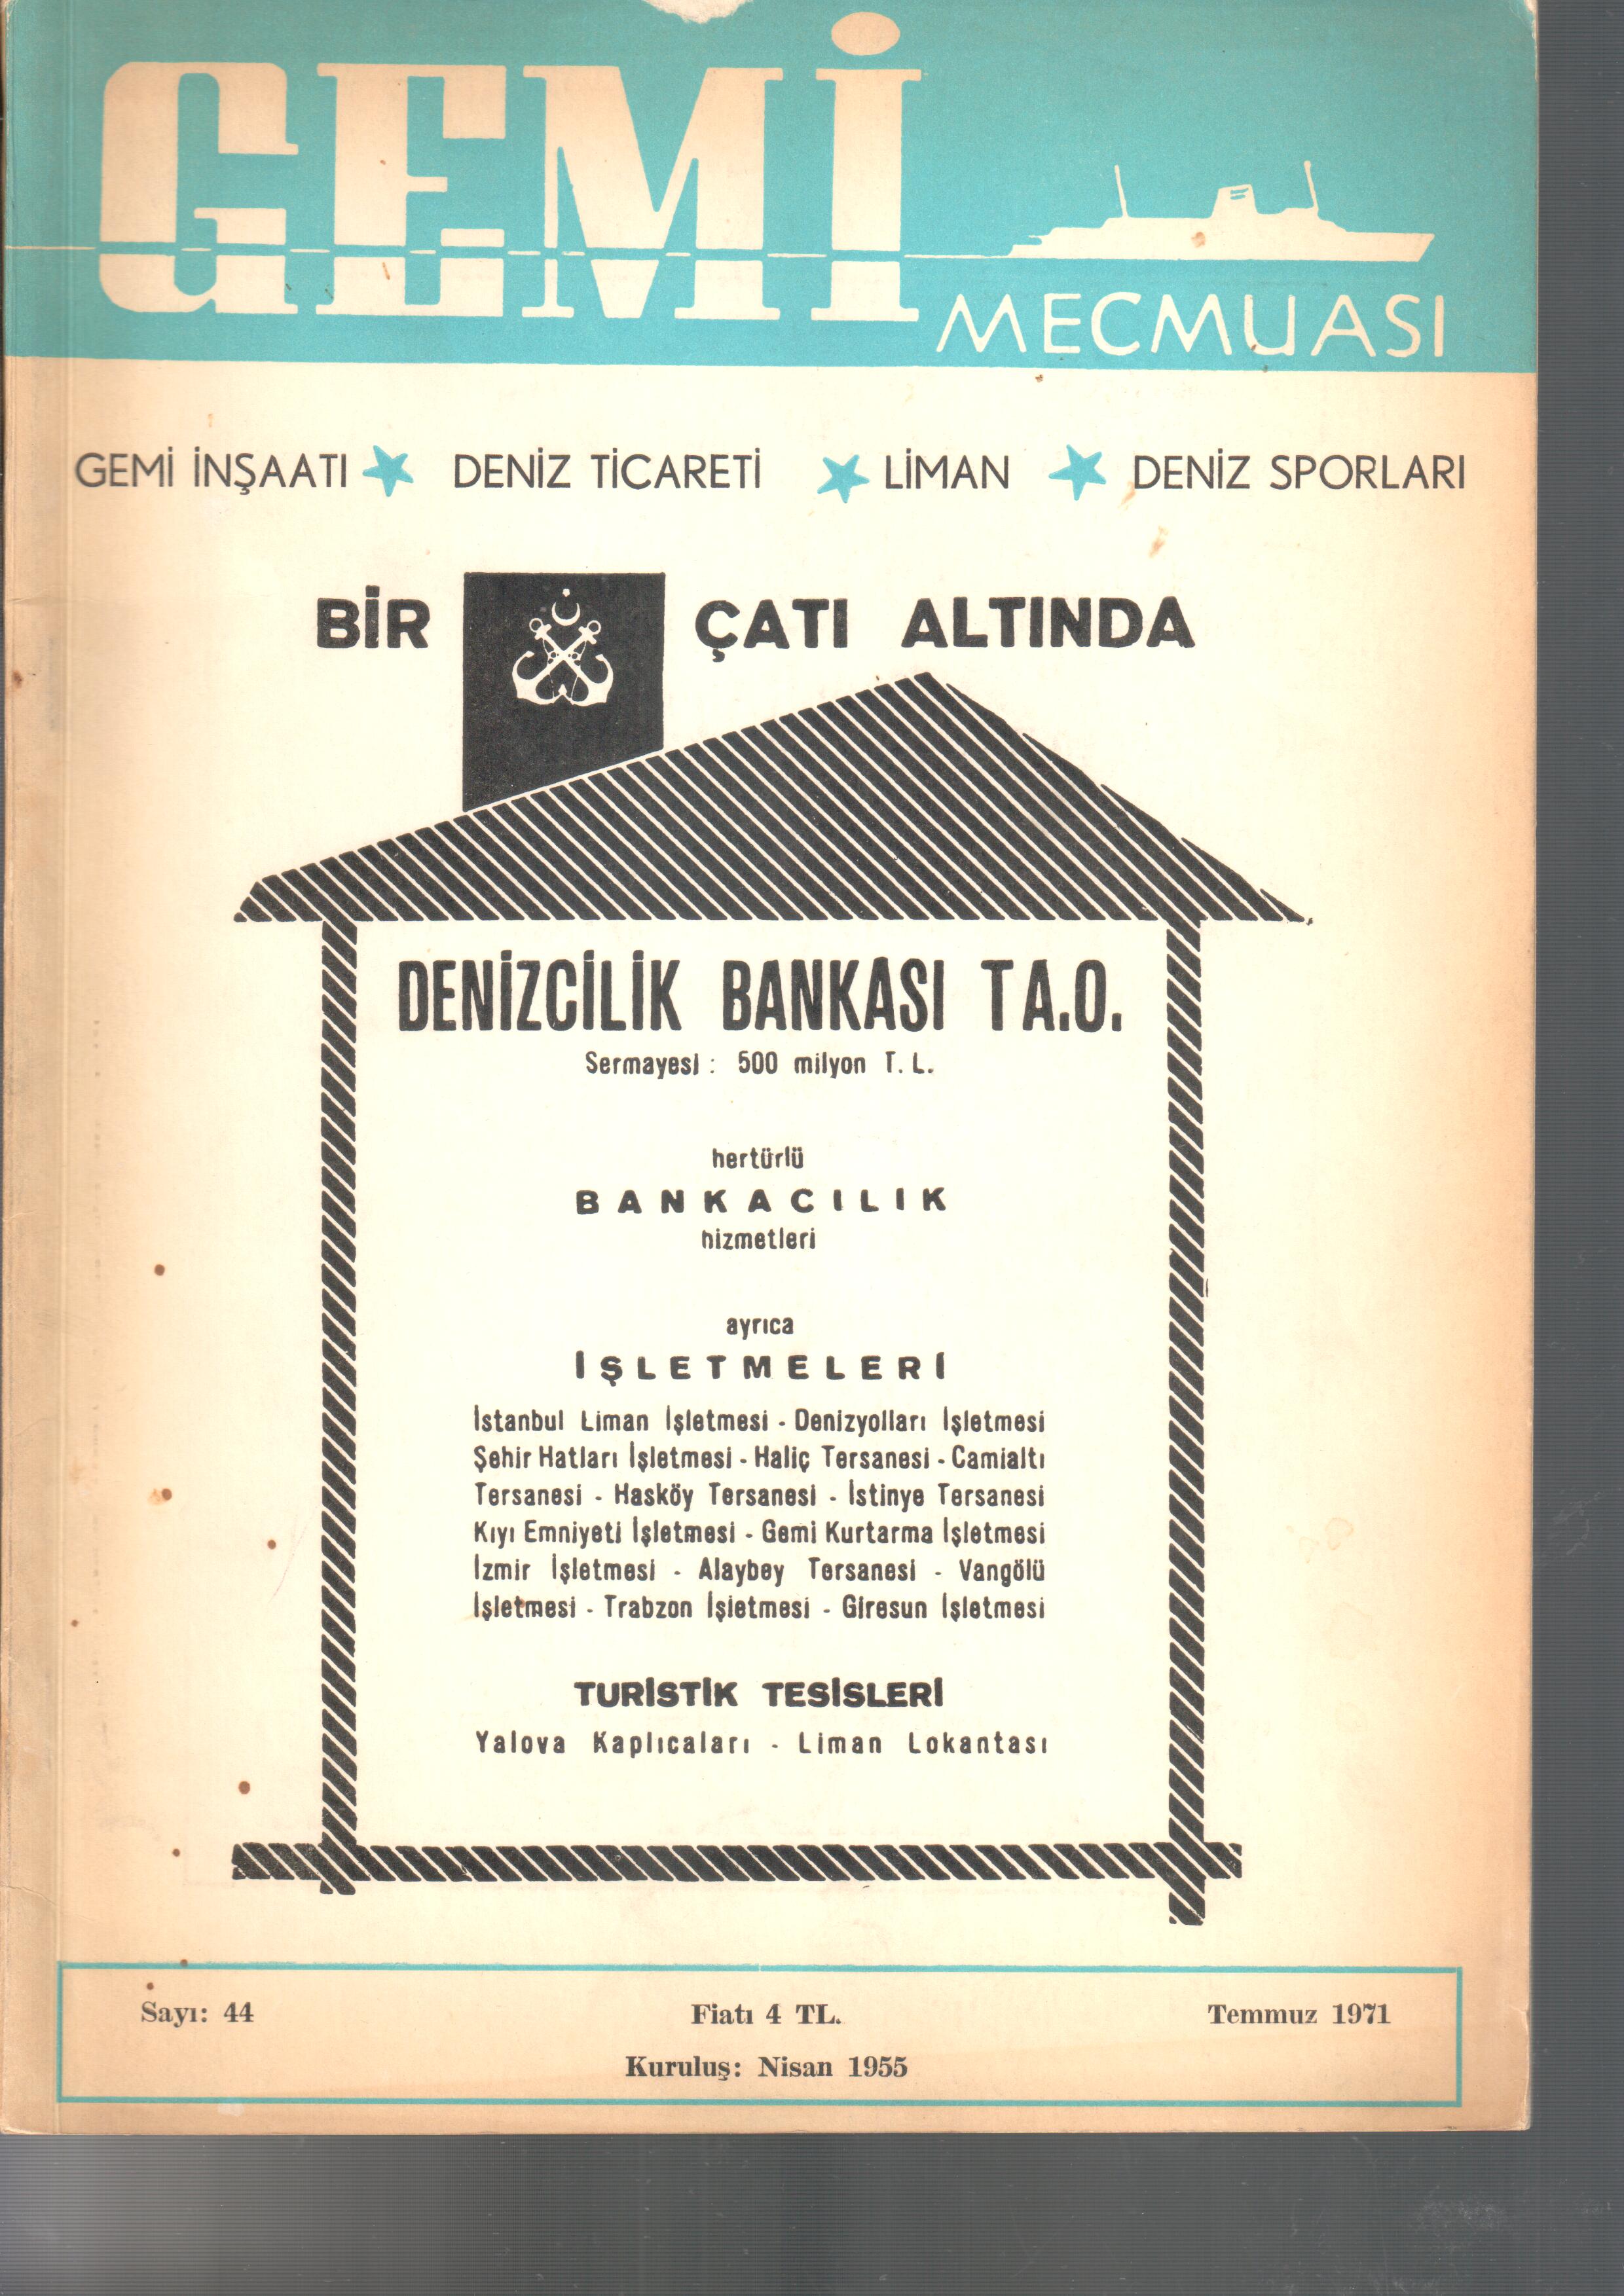 GEMİ
MECMUASI
GEMİ İNŞAATI DENİZ TİCARETİ LİMAN DENİZ SPORLARI
BİR ÇATI ALTINDA
DENİZCİLİK BANKASI T.A.O.
Sermayesi : 500 milyon T. L.
hertürlü
BANKACILIK
hizmetleri
ayrıca
İŞLETMELERİ
İstanbul Liman İşletmesi - Denizyolları İşletmesi
Şehir Hatları İşletmesi - Haliç Tersanesi - Camialtı
Tersanesi - Hasköy Tersanesi - İstinye Tersanesi
Kıyı Emniyeti İşletmesi - Gemi Kurtarma İşletmesi
İzmir İşletmesi - Alaybey Tersanesi - Vangölü
İşletmesi - Trabzon İşletmesi - Giresun İşletmesi
TURİSTİK TESİSLERİ
Yalova Kaplıcaları - Liman Lokantası
Sayı: 44 Fiatı 4 TL. Temmuz 1971
Kuruluş: Nisan 1955